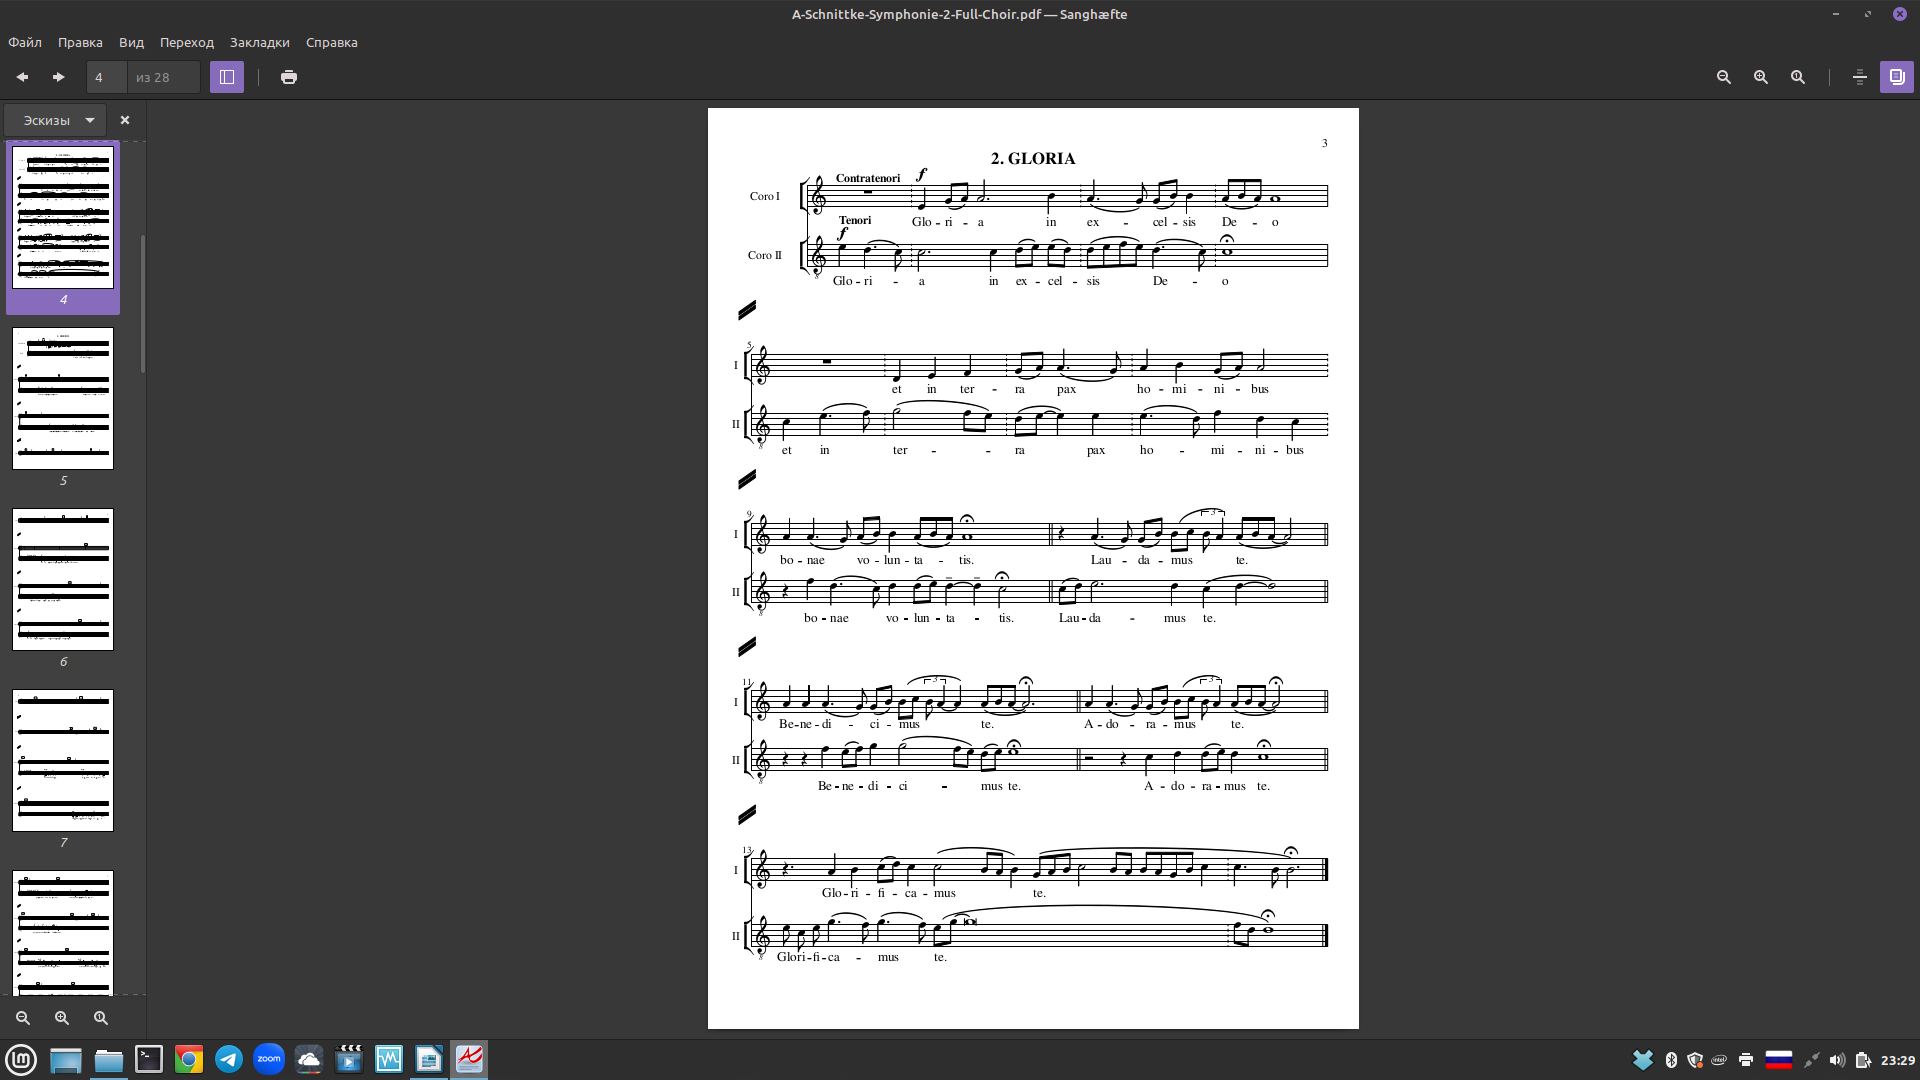 A-Schnittke-Symphonie-2-Full-Choir.pdf — Sanghæfte
Файл Правка Вид Переход Закладки Справка
4 из 28
Эскизы
4
5
6
7
3
2. GLORIA
Contratenori f
Coro I
Glo - ri - a in ex - cel - sis De - o
Tenori
f
Coro II
Glo - ri - a in ex - cel - sis De - o
5
I
et in ter - ra pax ho - mi - ni - bus
II
et in ter - - ra pax ho - mi - ni - bus
9
3
I
bo - nae vo - lun - ta - tis. Lau - da - mus te.
II
bo - nae vo - lun - ta - tis. Lau - da - mus te.
11
3 3
I
Be - ne - di - ci - mus te. A - do - ra - mus te.
II
Be - ne - di - ci - mus te. A - do - ra - mus te.
13
I
Glo - ri - fi - ca - mus te.
II
Glori - fi - ca - mus te.
zoom
intel
23:29